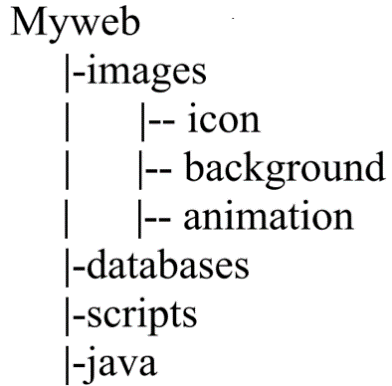 Myweb
|-images
|    |-- icon
|    |-- background
|    |-- animation
|-databases
|-scripts
|-java